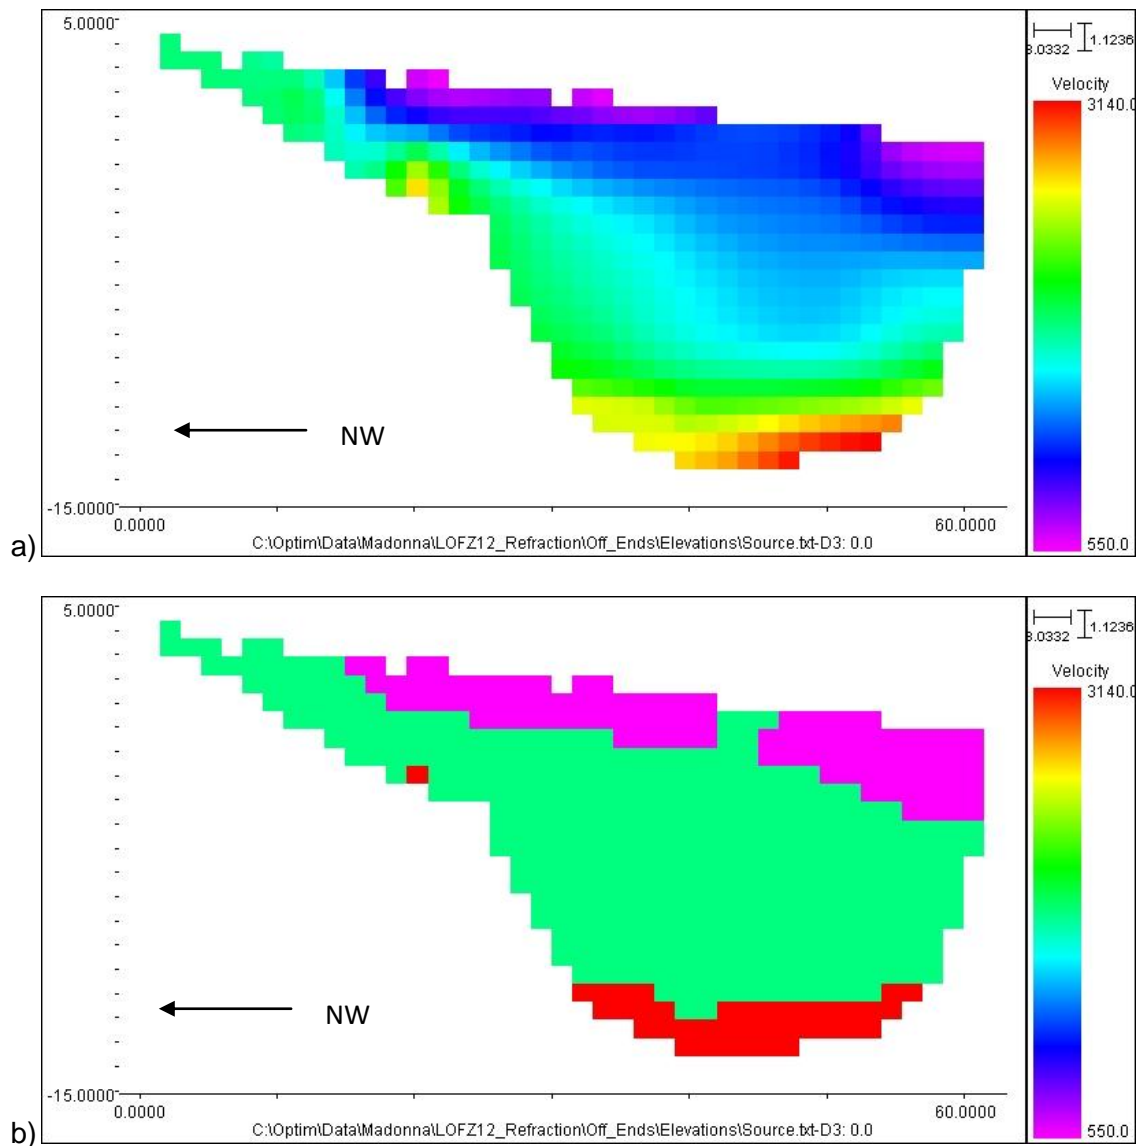 5.0000
3.0332 1.1236
Velocity
3140.0
NW
-15.0000
0.0000 60.0000
550.0
a) C:\Optim\Data\Madonna\LOFZ12_Refraction\Off_Ends\Elevations\Source.txt-D3: 0.0
5.0000
3.0332 1.1236
Velocity
3140.0
NW
-15.0000
0.0000 60.0000
550.0
b) C:\Optim\Data\Madonna\LOFZ12_Refraction\Off_Ends\Elevations\Source.txt-D3: 0.0